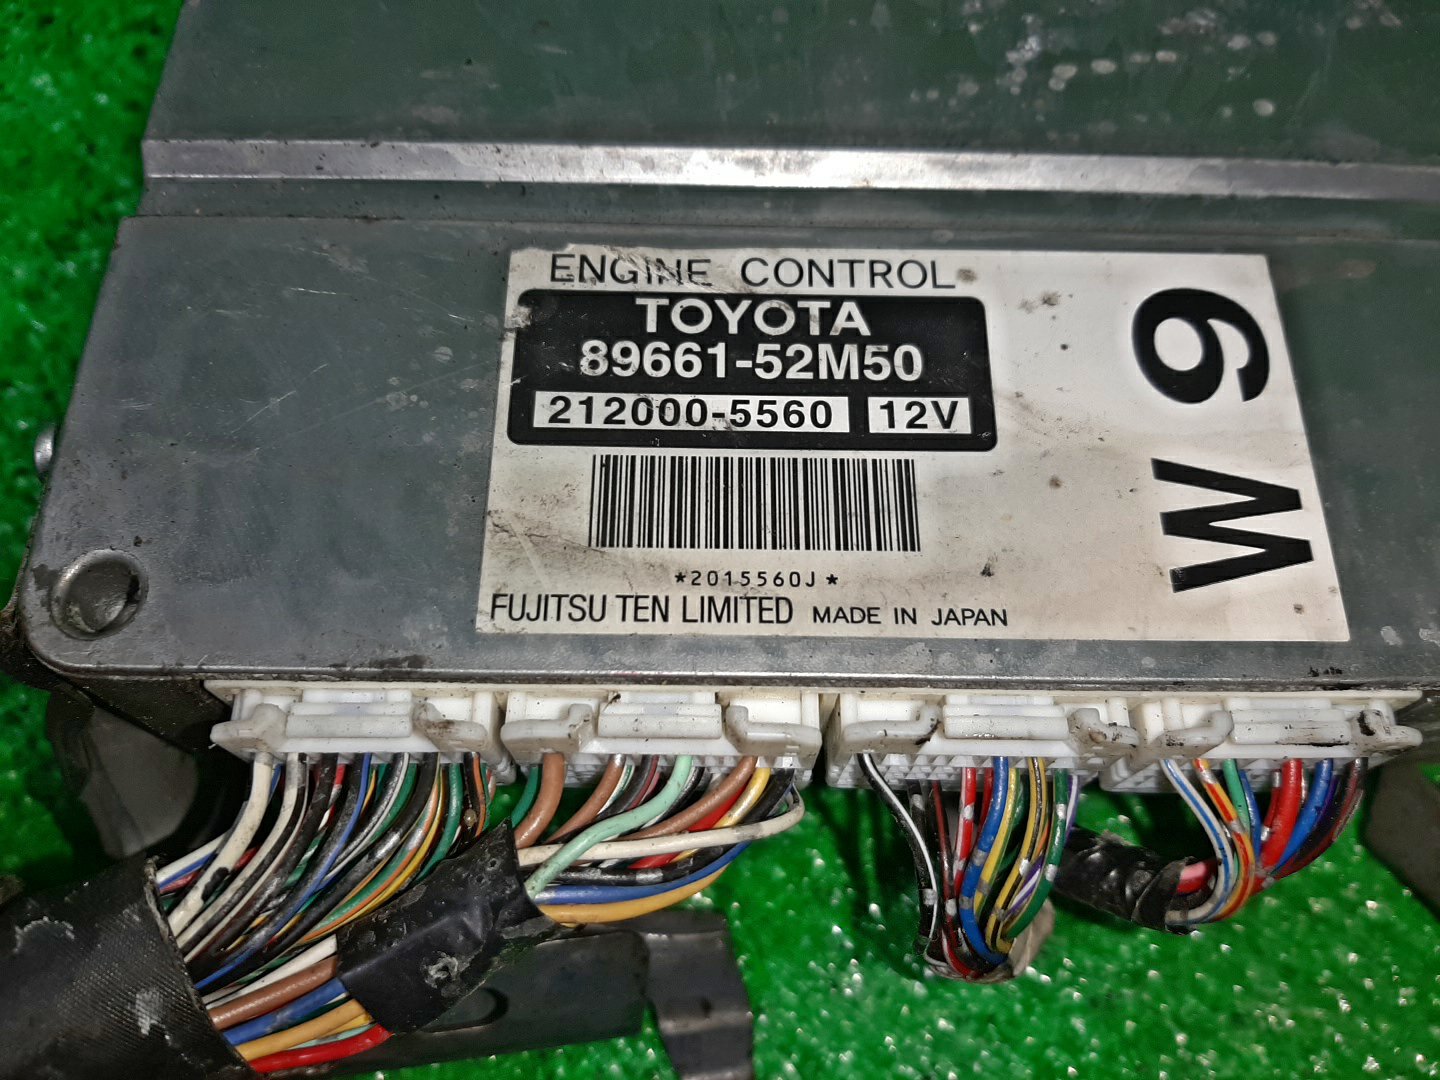 ENGINE CONTROL
TOYOTA
89661-52M50
212000-5560 12V
*2015560J*
FUJITSU TEN LIMITED MADE IN JAPAN
W 9